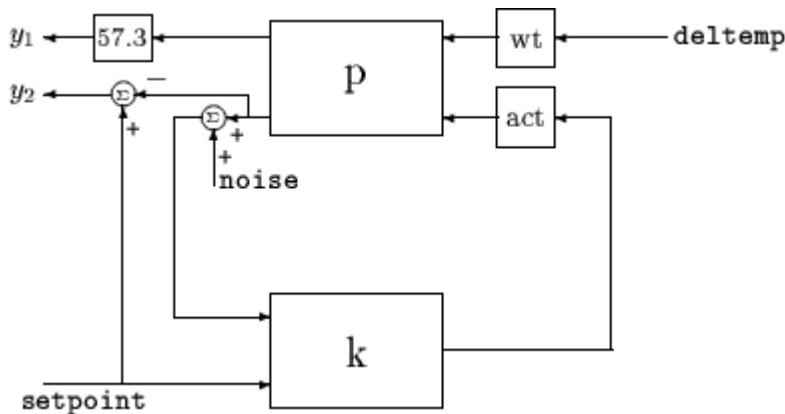 y₁ 57.3 wt deltemp
p
y₂ Σ −
Σ + act
+ +
noise
k
setpoint